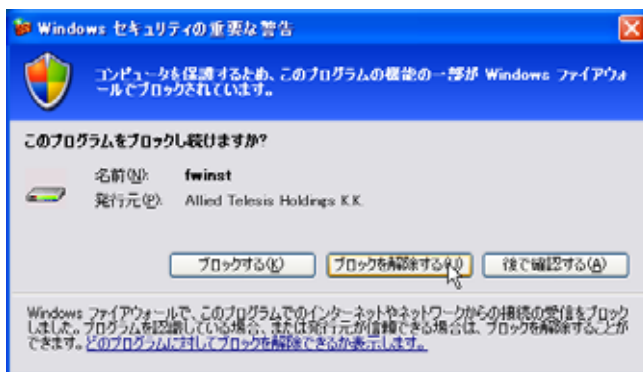 Windows セキュリティの重要な警告
コンピュータを保護するため、このプログラムの機能の一部が Windows ファイアウォ
ールでブロックされています。
このプログラムをブロックし続けますか?
名前(N): fwinst
発行元(P): Allied Telesis Holdings K.K.
ブロックする(K) ブロックを解除する(U) 後で確認する(A)
Windows ファイアウォールで、このプログラムでのインターネットやネットワークからの接続の受信をブロック
しました。プログラムを認識している場合、または発行元が信頼できる場合は、ブロックを解除することが
できます。どのプログラムに対してブロックを解除できるか表示します。